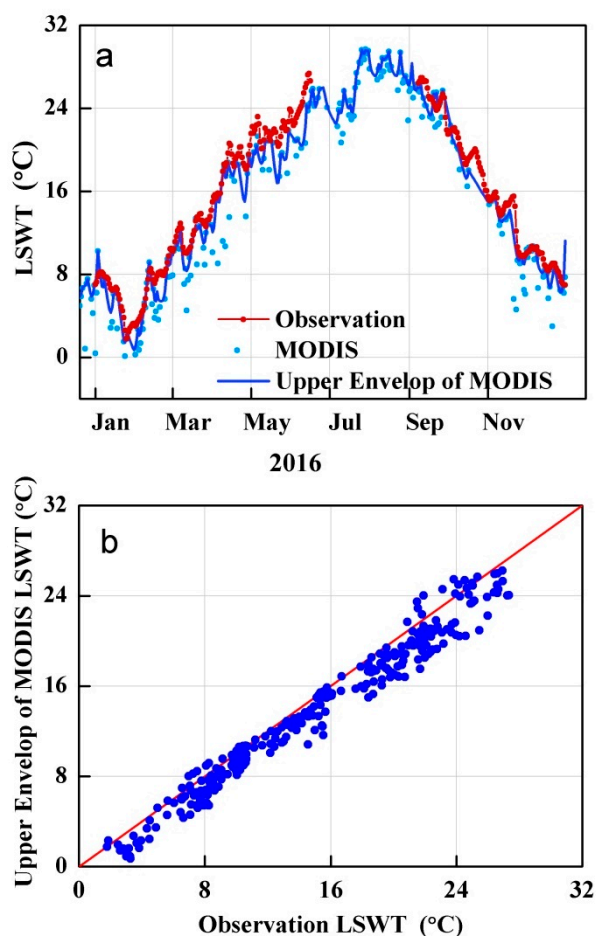 a
32
24
16
8
0
LSWT (°C)
Observation
MODIS
Upper Envelop of MODIS
Jan Mar May Jul Sep Nov
2016
b
32
24
16
8
0
Upper Envelop of MODIS LSWT (°C)
0 8 16 24 32
Observation LSWT (°C)